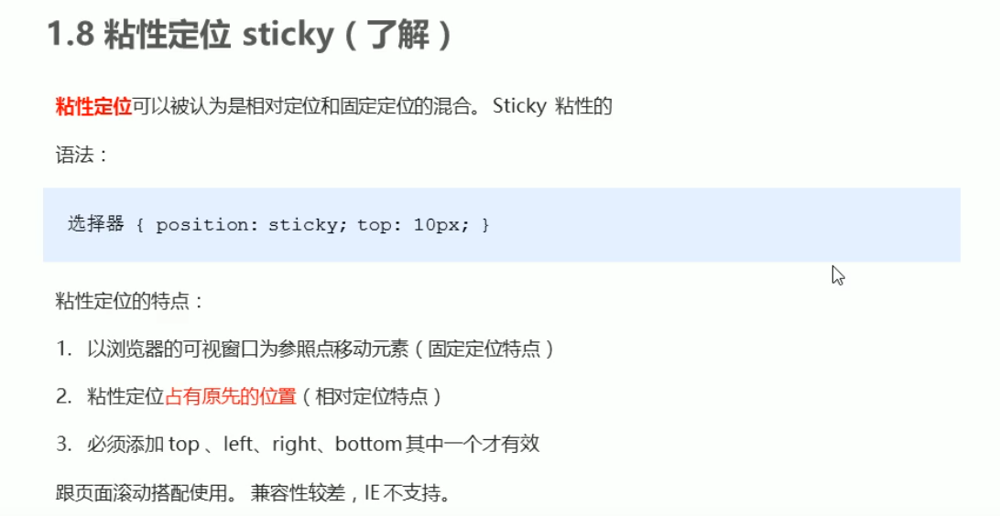 1.8 粘性定位 sticky（了解）
粘性定位可以被认为是相对定位和固定定位的混合。 Sticky 粘性的
语法：
选择器 { position: sticky; top: 10px; }
粘性定位的特点：
1. 以浏览器的可视窗口为参照点移动元素（固定定位特点）
2. 粘性定位占有原先的位置（相对定位特点）
3. 必须添加 top 、left、right、bottom 其中一个才有效
跟页面滚动搭配使用。 兼容性较差，IE 不支持。